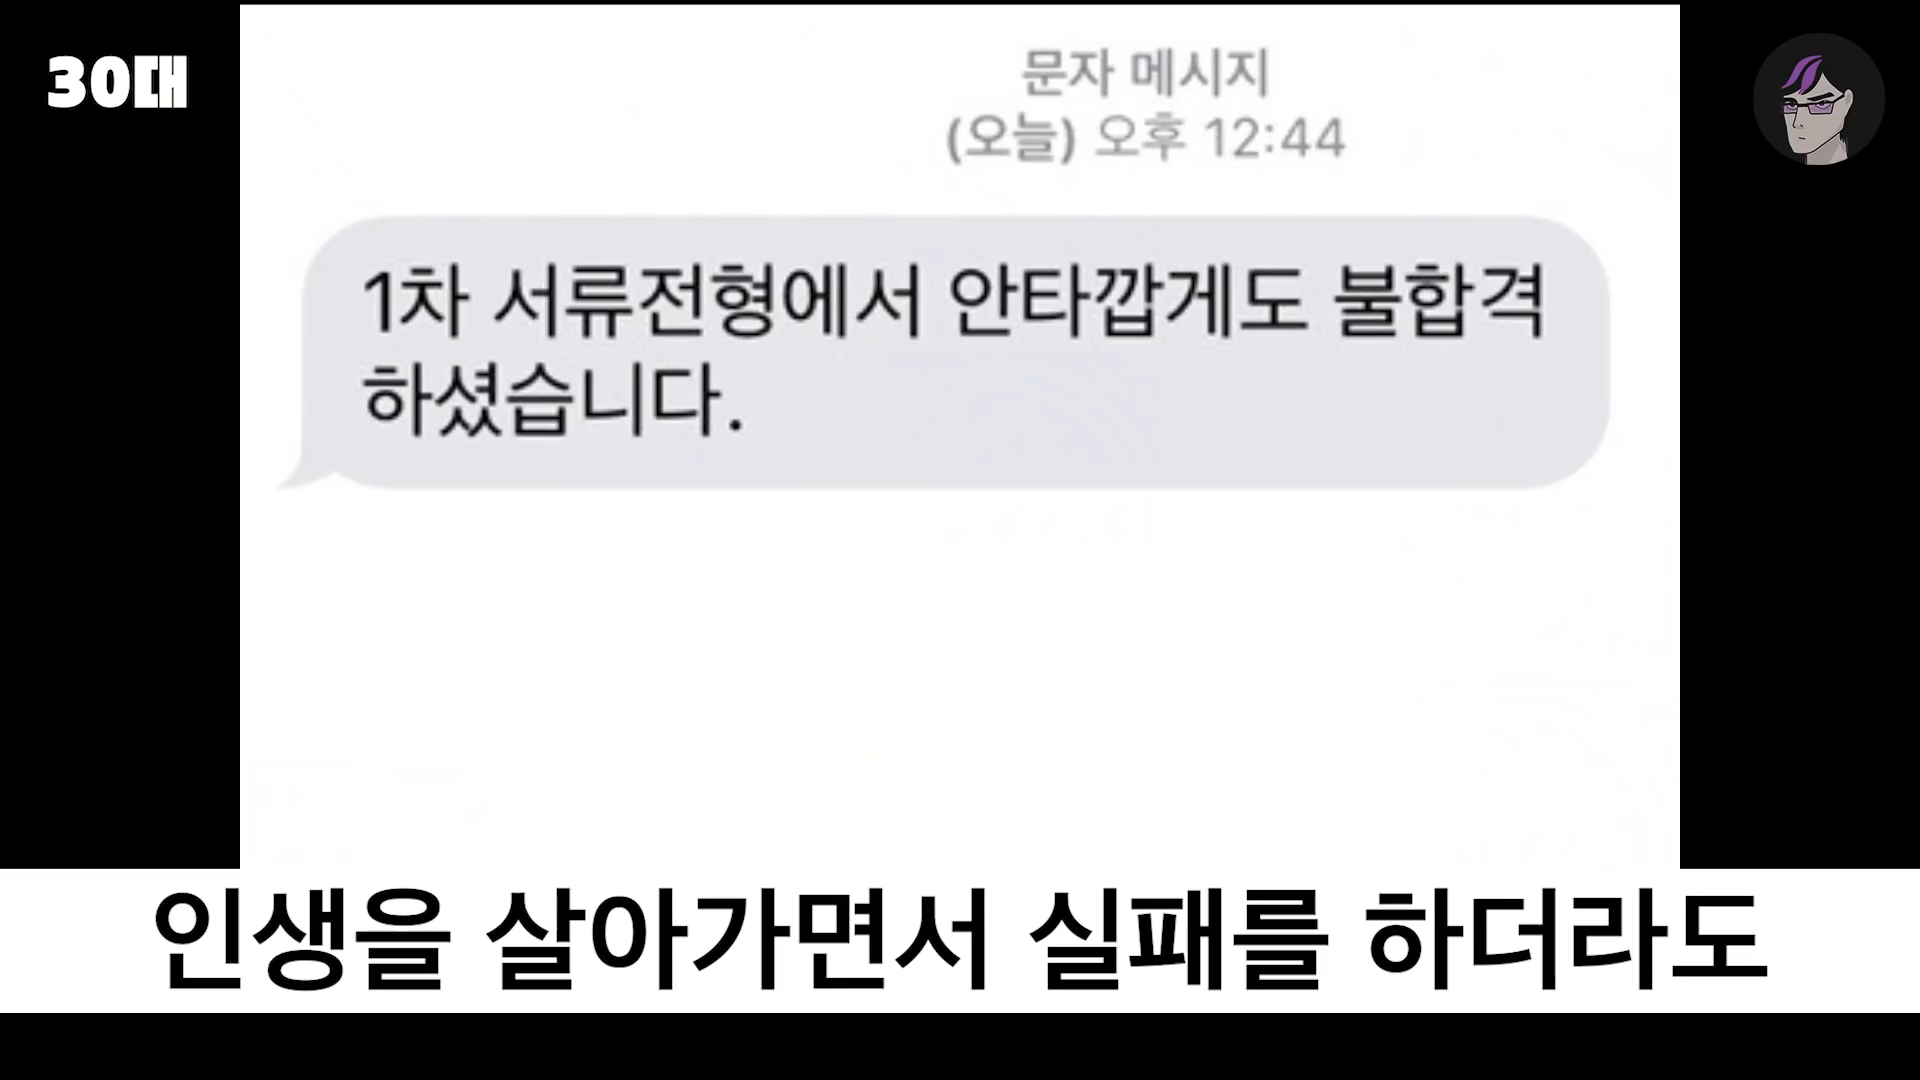 30대
문자 메시지
(오늘) 오후 12:44
1차 서류전형에서 안타깝게도 불합격
하셨습니다.
인생을 살아가면서 실패를 하더라도